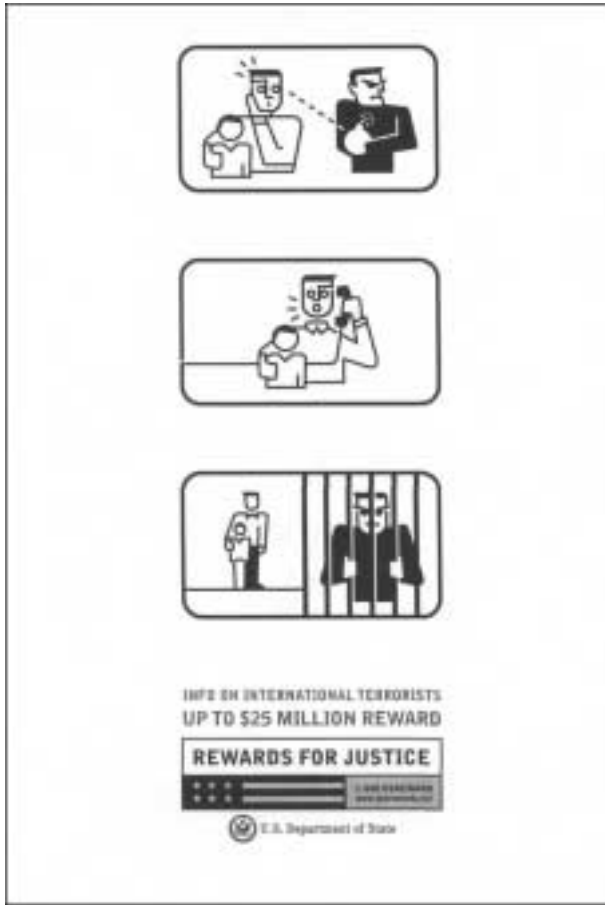 INFO ON INTERNATIONAL TERRORISTS
UP TO $25 MILLION REWARD
REWARDS FOR JUSTICE
U.S. Department of State